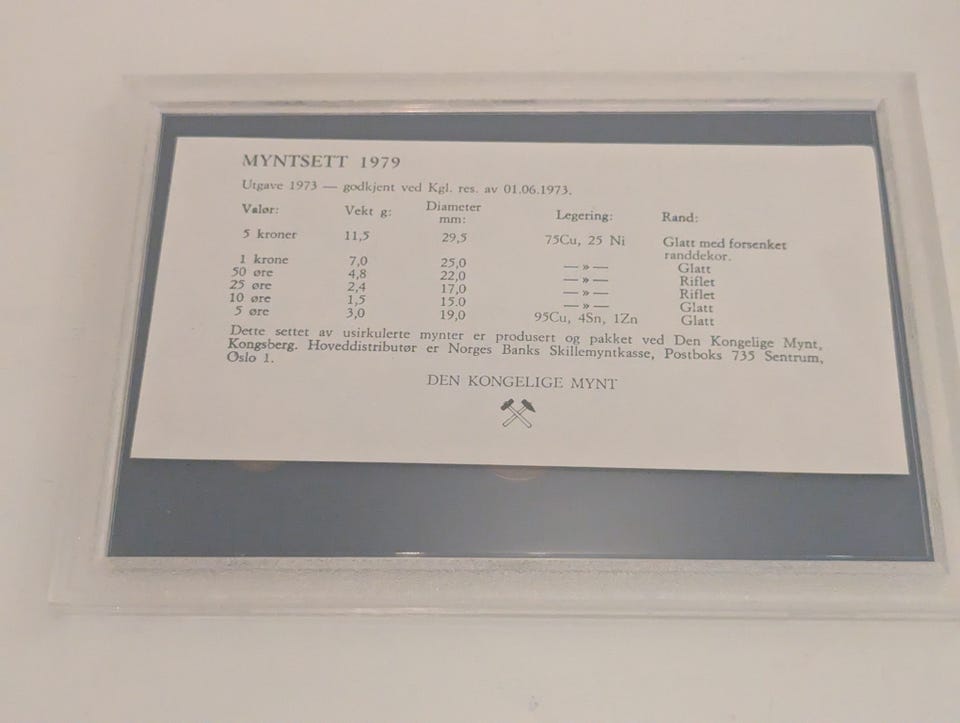 MYNTSETT 1979
Utgave 1973 — godkjent ved Kgl. res. av 01.06.1973.
Valør: Vekt g: Diameter mm: Legering: Rand:
5 kroner 11,5 29,5 75Cu, 25 Ni Glatt med forsenket randdekor.
1 krone 7,0 25,0 —»— Glatt
50 øre 4,8 22,0 —»— Riflet
25 øre 2,4 17,0 —»— Riflet
10 øre 1,5 15.0 —»— Glatt
5 øre 3,0 19,0 95Cu, 4Sn, 1Zn Glatt
Dette settet av usirkulerte mynter er produsert og pakket ved Den Kongelige Mynt,
Kongsberg. Hoveddistributør er Norges Banks Skillemyntkasse, Postboks 735 Sentrum,
Oslo 1.
DEN KONGELIGE MYNT